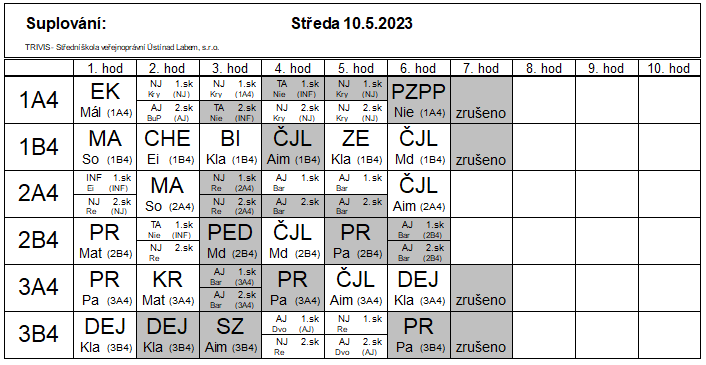 Suplování: Středa 10.5.2023
TRIVIS - Střední škola veřejnoprávní Ústí nad Labem, s.r.o.
1. hod 2. hod 3. hod 4. hod 5. hod 6. hod 7. hod 8. hod 9. hod 10. hod
1A4
EK
Mál (1A4)
NJ 1.sk
Kry (NJ)
AJ 2.sk
BuP (AJ)
NJ 1.sk
Kry (1A4)
TA 2.sk
Nie (INF)
TA 1.sk
Nie (INF)
NJ 2.sk
Kry (NJ)
NJ 1.sk
Kry (NJ)
NJ 2.sk
Kry (NJ)
PZPP
Nie (1A4)
zrušeno
1B4
MA
So (1B4)
CHE
Ei (1B4)
BI
Kla (1B4)
ČJL
Aim (1B4)
ZE
Kla (1B4)
ČJL
Md (1B4)
zrušeno
2A4
INF 1.sk
Ei (INF)
NJ 2.sk
Re (NJ)
MA
So (2A4)
NJ 1.sk
Re (2A4)
NJ 2.sk
Re (2A4)
AJ 1.sk
Bar
AJ 2.sk
Bar
AJ 1.sk
Bar
AJ 2.sk
Bar
ČJL
Aim (2A4)
2B4
PR
Mat (2B4)
TA 1.sk
Nie (INF)
NJ 2.sk
Re
PED
Md (2B4)
ČJL
Md (2B4)
PR
Pa (2B4)
AJ 1.sk
Bar (2B4)
AJ 2.sk
Bar (2B4)
3A4
PR
Pa (3A4)
KR
Mat (3A4)
AJ 1.sk
Bar (3A4)
AJ 2.sk
Bar (3A4)
PR
Pa (3A4)
ČJL
Aim (3A4)
DEJ
Kla (3A4)
zrušeno
3B4
DEJ
Kla (3B4)
DEJ
Kla (3B4)
SZ
Aim (3B4)
AJ 1.sk
Dvo (AJ)
NJ 2.sk
Re
NJ 1.sk
Re
AJ 2.sk
Dvo (AJ)
PR
Pa (3B4)
zrušeno